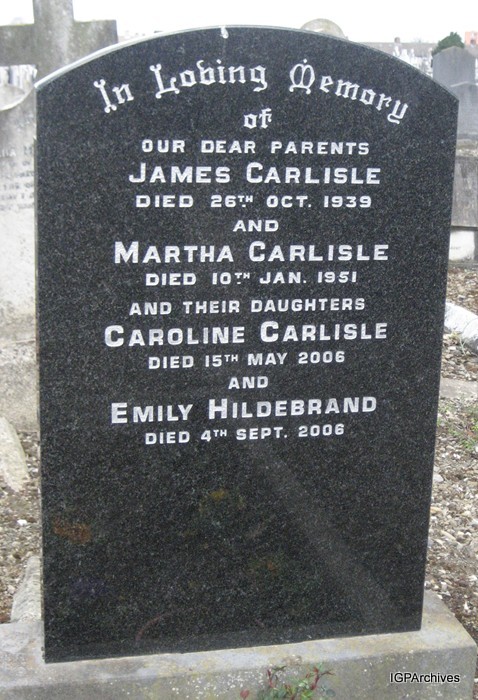 In Loving Memory
of
OUR DEAR PARENTS
JAMES CARLISLE
DIED 26TH OCT. 1939
AND
MARTHA CARLISLE
DIED 10TH JAN. 1951
AND THEIR DAUGHTERS
CAROLINE CARLISLE
DIED 15TH MAY 2006
AND
EMILY HILDEBRAND
DIED 4TH SEPT. 2006
IGPArchives